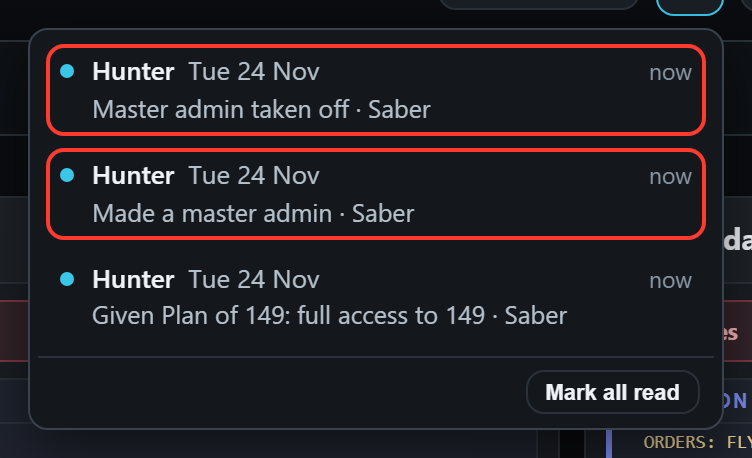 Hunter Tue 24 Nov now
Master admin taken off · Saber
Hunter Tue 24 Nov now
Made a master admin · Saber
Hunter Tue 24 Nov now
Given Plan of 149: full access to 149 · Saber
Mark all read
ORDERS: FLY